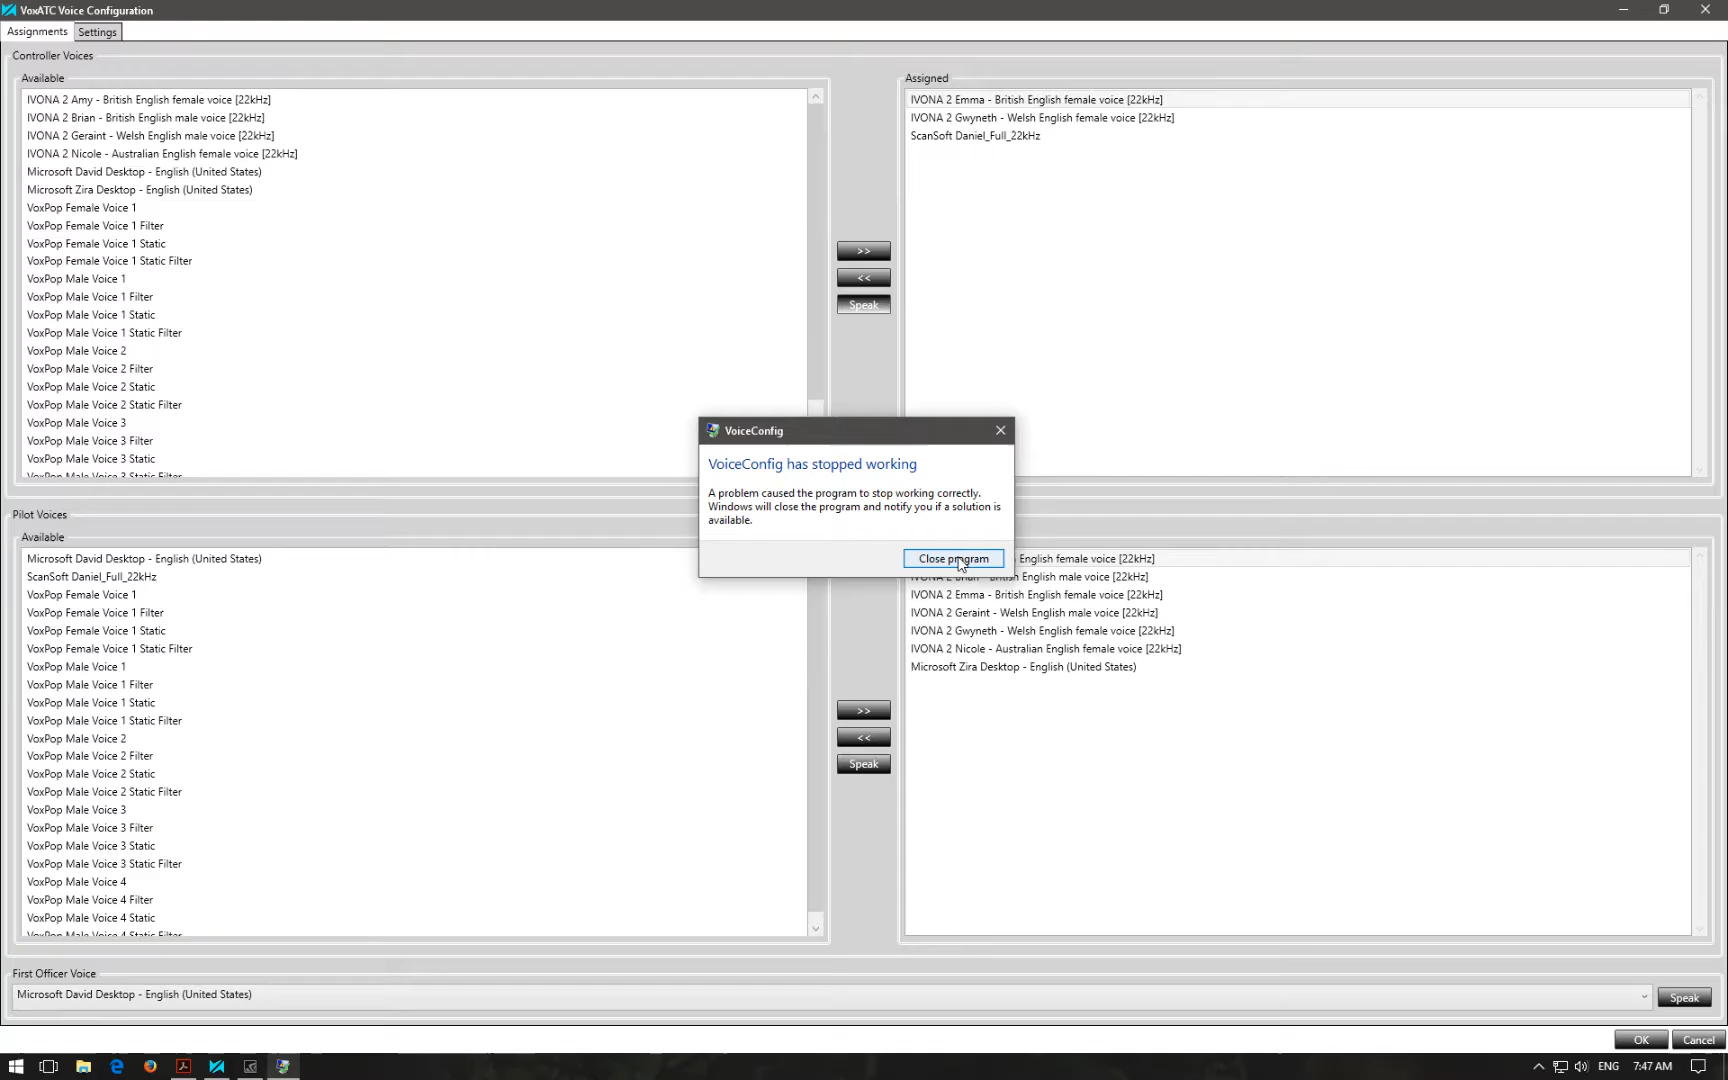 VoxATC Voice Configuration
Assignments Settings
Controller Voices
Available
IVONA 2 Amy - British English female voice [22kHz]
IVONA 2 Brian - British English male voice [22kHz]
IVONA 2 Geraint - Welsh English male voice [22kHz]
IVONA 2 Nicole - Australian English female voice [22kHz]
Microsoft David Desktop - English (United States)
Microsoft Zira Desktop - English (United States)
VoxPop Female Voice 1
VoxPop Female Voice 1 Filter
VoxPop Female Voice 1 Static
VoxPop Female Voice 1 Static Filter
VoxPop Male Voice 1
VoxPop Male Voice 1 Filter
VoxPop Male Voice 1 Static
VoxPop Male Voice 1 Static Filter
VoxPop Male Voice 2
VoxPop Male Voice 2 Filter
VoxPop Male Voice 2 Static
VoxPop Male Voice 2 Static Filter
VoxPop Male Voice 3
VoxPop Male Voice 3 Filter
VoxPop Male Voice 3 Static
VoxPop Male Voice 3 Static Filter
>>
<<
Speak
Assigned
IVONA 2 Emma - British English female voice [22kHz]
IVONA 2 Gwyneth - Welsh English female voice [22kHz]
ScanSoft Daniel_Full_22kHz
VoiceConfig
VoiceConfig has stopped working
A problem caused the program to stop working correctly.
Windows will close the program and notify you if a solution is
available.
Close program
Pilot Voices
Available
Microsoft David Desktop - English (United States)
ScanSoft Daniel_Full_22kHz
VoxPop Female Voice 1
VoxPop Female Voice 1 Filter
VoxPop Female Voice 1 Static
VoxPop Female Voice 1 Static Filter
VoxPop Male Voice 1
VoxPop Male Voice 1 Filter
VoxPop Male Voice 1 Static
VoxPop Male Voice 1 Static Filter
VoxPop Male Voice 2
VoxPop Male Voice 2 Filter
VoxPop Male Voice 2 Static
VoxPop Male Voice 2 Static Filter
VoxPop Male Voice 3
VoxPop Male Voice 3 Filter
VoxPop Male Voice 3 Static
VoxPop Male Voice 3 Static Filter
VoxPop Male Voice 4
VoxPop Male Voice 4 Filter
VoxPop Male Voice 4 Static
VoxPop Male Voice 4 Static Filter
>>
<<
Speak
English female voice [22kHz]
IVONA 2 Brian - British English male voice [22kHz]
IVONA 2 Emma - British English female voice [22kHz]
IVONA 2 Geraint - Welsh English male voice [22kHz]
IVONA 2 Gwyneth - Welsh English female voice [22kHz]
IVONA 2 Nicole - Australian English female voice [22kHz]
Microsoft Zira Desktop - English (United States)
First Officer Voice
Microsoft David Desktop - English (United States)
Speak
OK Cancel
ENG 7:47 AM